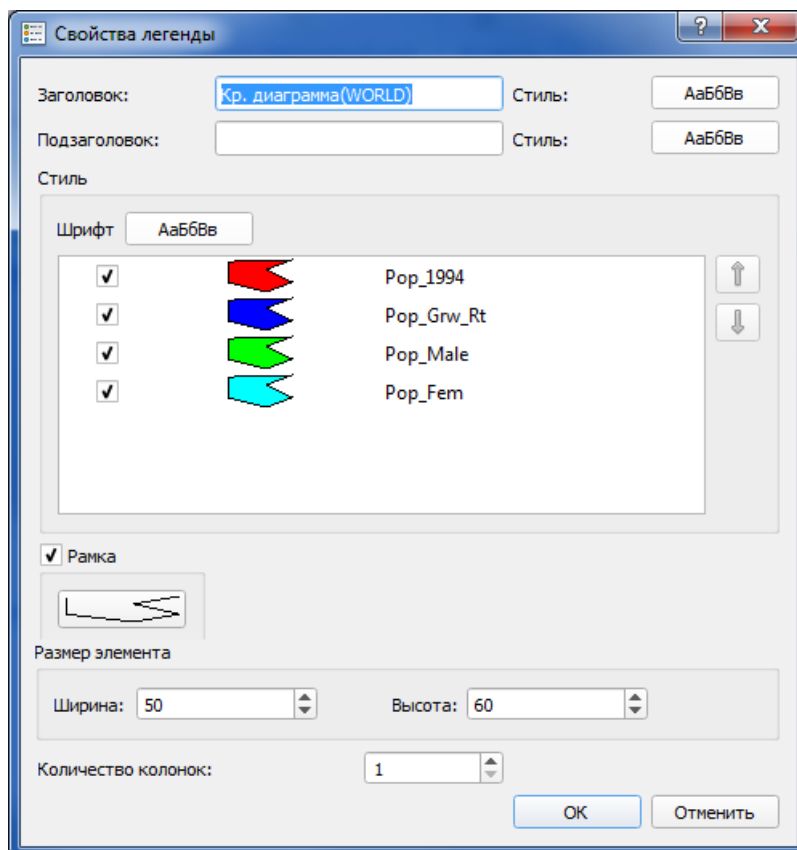 Свойства легенды
Заголовок: Кр. диаграмма(WORLD) Стиль: АаБбВв
Подзаголовок: Стиль: АаБбВв
Стиль
Шрифт АаБбВв
Pop_1994
Pop_Grw_Rt
Pop_Male
Pop_Fem
Рамка
Размер элемента
Ширина: 50 Высота: 60
Количество колонок: 1
ОК Отменить